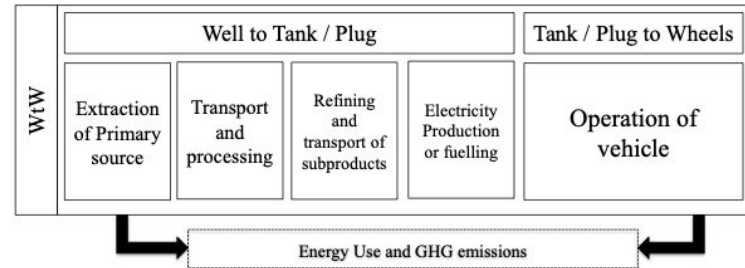 WtW
Well to Tank / Plug
Tank / Plug to Wheels
Extraction
of Primary
source
Transport
and
processing
Refining
and
transport of
subproducts
Electricity
Production
or fuelling
Operation of
vehicle
Energy Use and GHG emissions